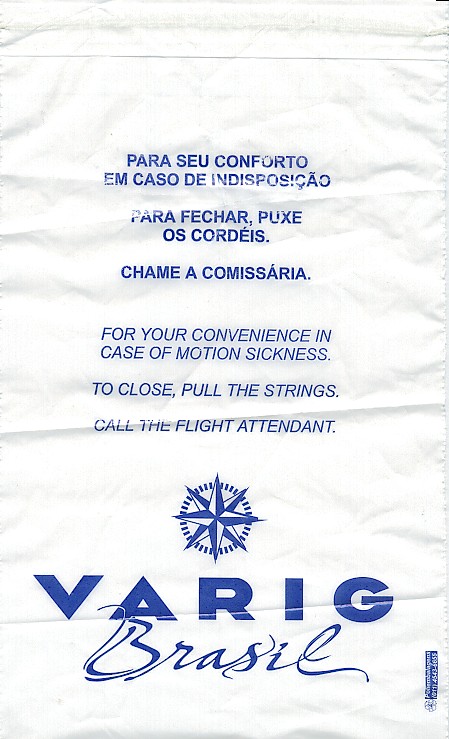 PARA SEU CONFORTO
EM CASO DE INDISPOSIÇÃO
PARA FECHAR, PUXE
OS CORDÉIS.
CHAME A COMISSÁRIA.
FOR YOUR CONVENIENCE IN
CASE OF MOTION SICKNESS.
TO CLOSE, PULL THE STRINGS.
CALL THE FLIGHT ATTENDANT.
VARIG
Brasil